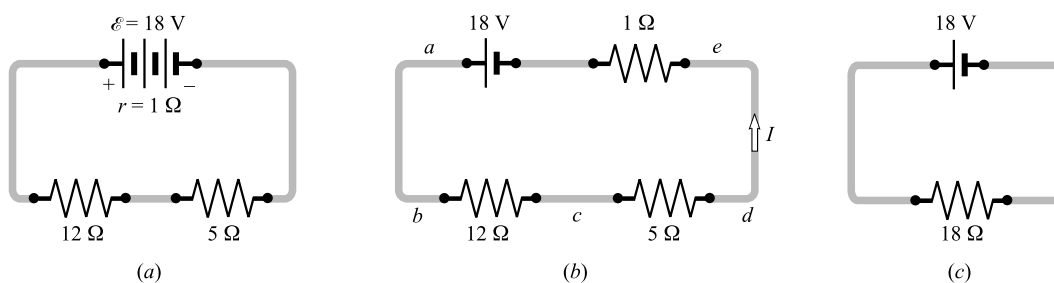 ℰ = 18 V
+ −
r = 1 Ω
12 Ω 5 Ω
(a)
18 V 1 Ω
a e
I
b c d
12 Ω 5 Ω
(b)
18 V
18 Ω
(c)